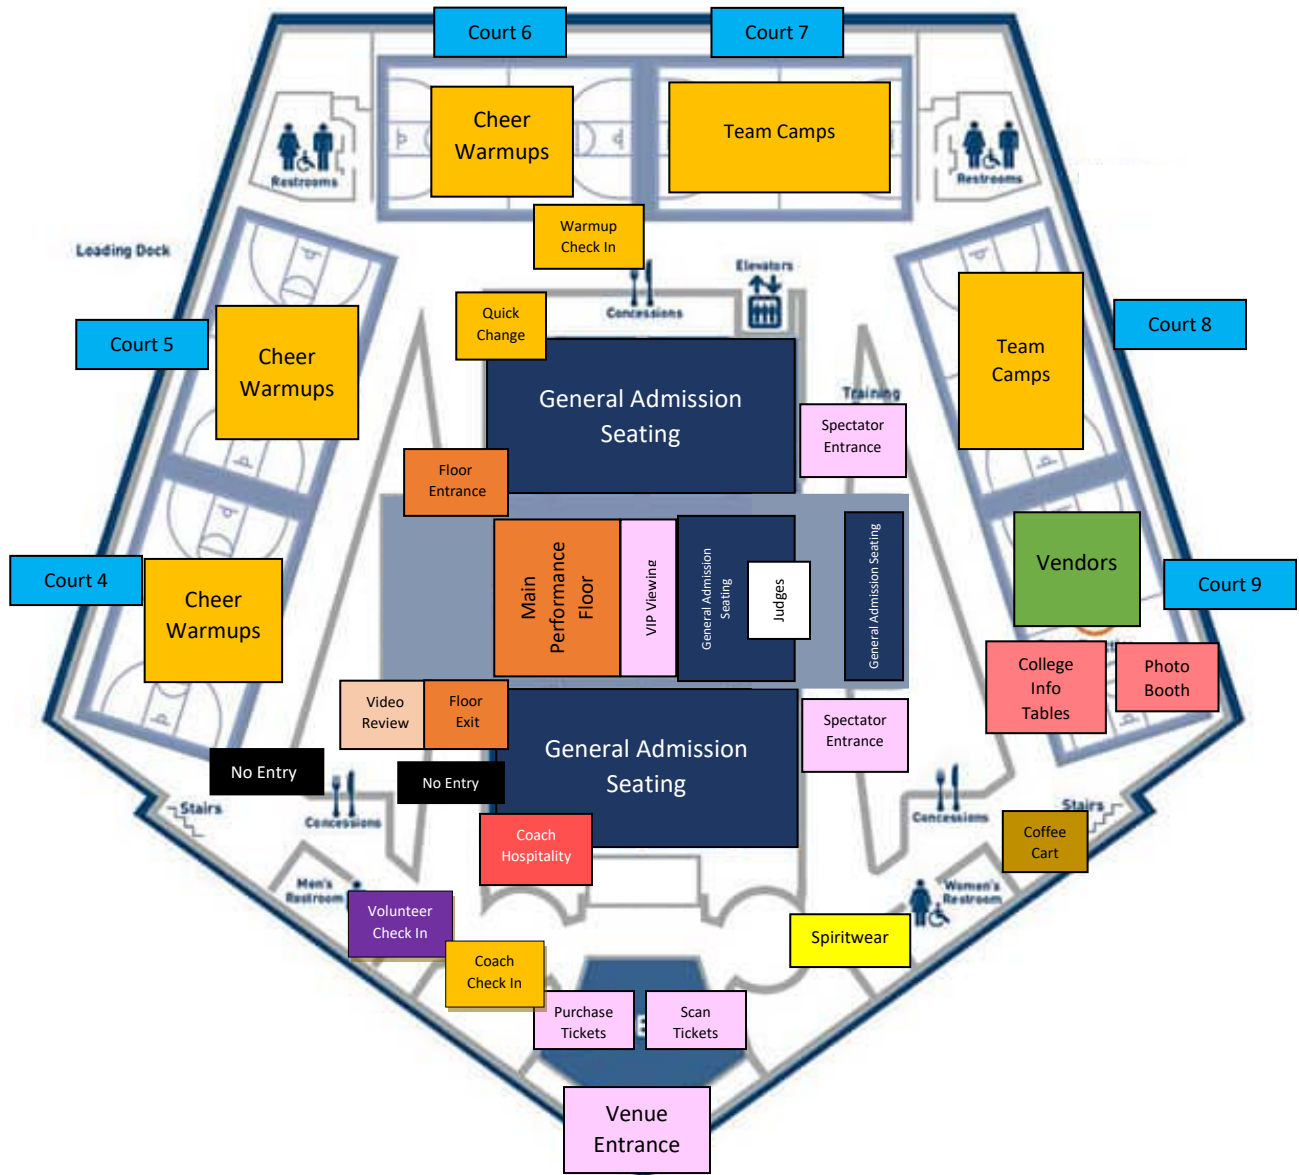 Court 6
Court 7
Cheer
Warmups
Team Camps
Restrooms
Restrooms
Warmup
Check In
Loading Dock
Elevators
Concessions
Quick
Change
Court 5
Cheer
Warmups
Team
Camps
Court 8
General Admission
Seating
Training
Spectator
Entrance
Floor
Entrance
Main
Performance
Floor
VIP Viewing
General Admission
Seating
Judges
General Admission Seating
Vendors
Court 4
Cheer
Warmups
Court 9
College
Info
Tables
Photo
Booth
Video
Review
Floor
Exit
General Admission
Seating
Spectator
Entrance
No Entry
No Entry
Stairs
Concessions
Concessions
Stairs
Coach
Hospitality
Coffee
Cart
Men's
Restroom
Women's
Restroom
Volunteer
Check In
Spiritwear
Coach
Check In
Purchase
Tickets
Scan
Tickets
Venue
Entrance